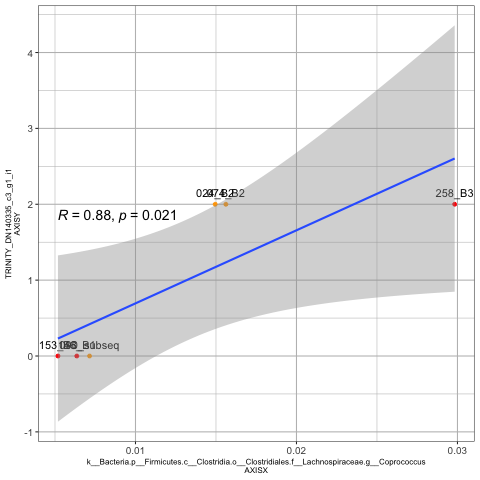 4
3
2
1
0
-1
258_B3
R = 0.88, p = 0.021
0.01
0.02
0.03
k__Bacteria.p__Firmicutes.c__Clostridia.o__Clostridiales.f__Lachnospiraceae.g__Coprococcus
AXISX
TRINITY_DN140335_c3_g1_i1
AXISY